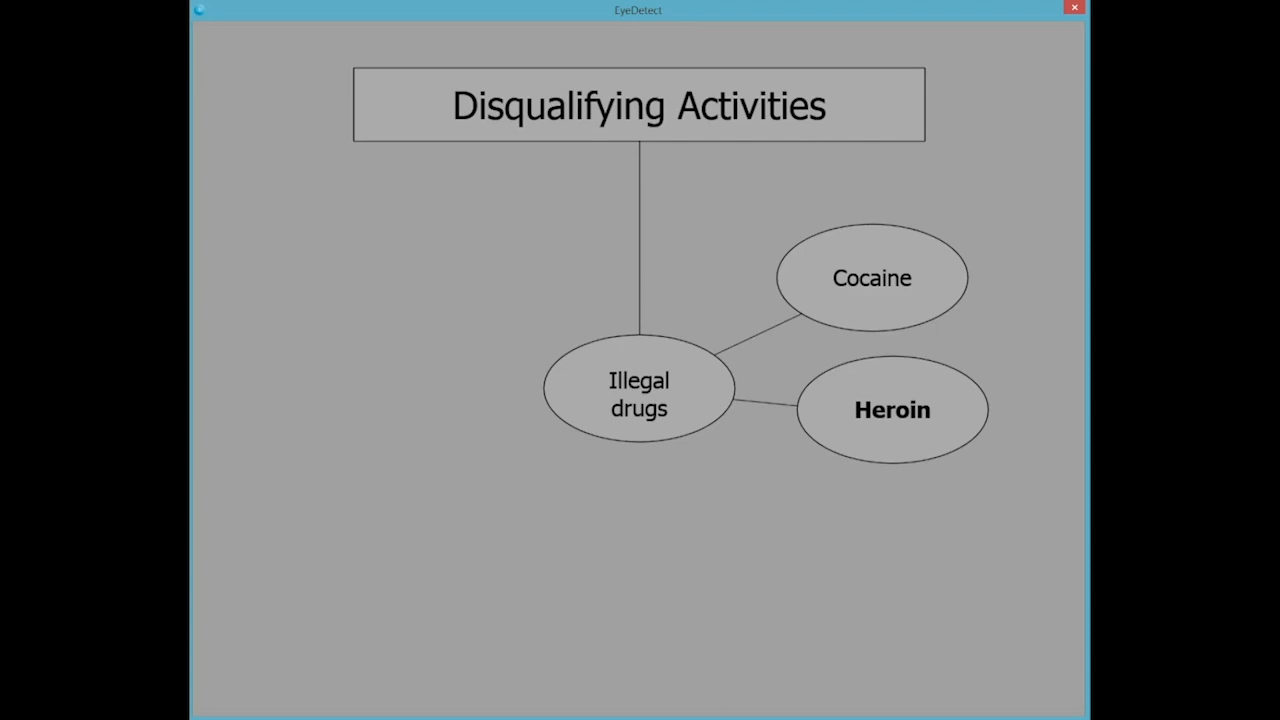 EyeDetect
Disqualifying Activities
Cocaine
Illegal
drugs
Heroin